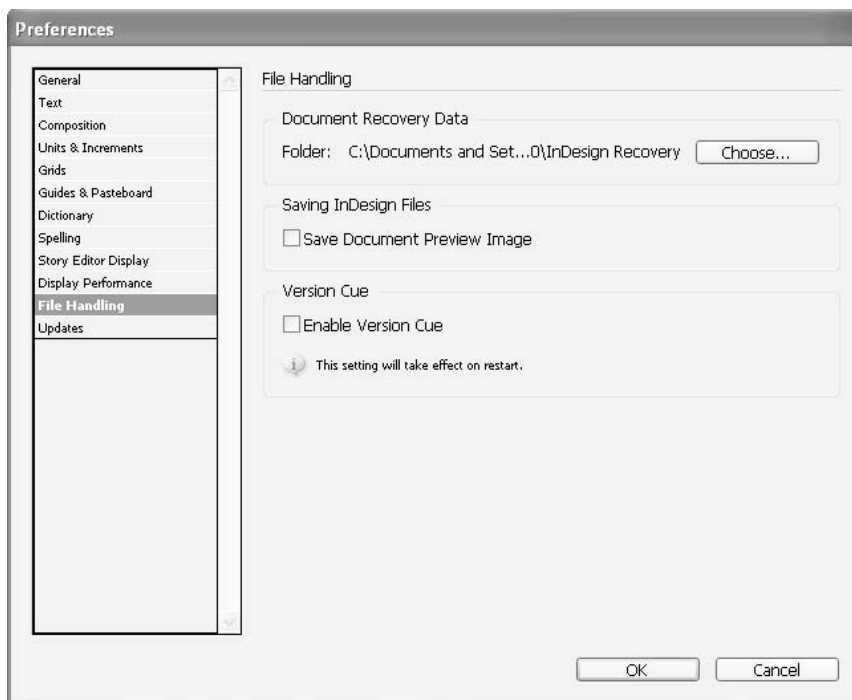 Preferences
General
Text
Composition
Units & Increments
Grids
Guides & Pasteboard
Dictionary
Spelling
Story Editor Display
Display Performance
File Handling
Updates
File Handling
Document Recovery Data
Folder: C:\Documents and Set...0\InDesign Recovery Choose...
Saving InDesign Files
Save Document Preview Image
Version Cue
Enable Version Cue
i This setting will take effect on restart.
OK Cancel